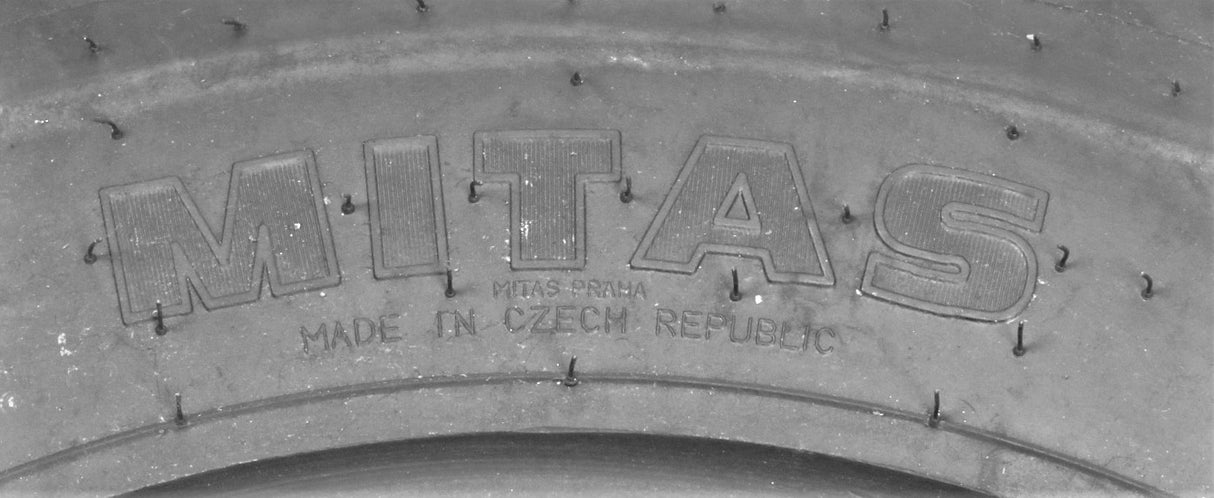 MITAS
MITAS PRAHA
MADE IN CZECH REPUBLIC